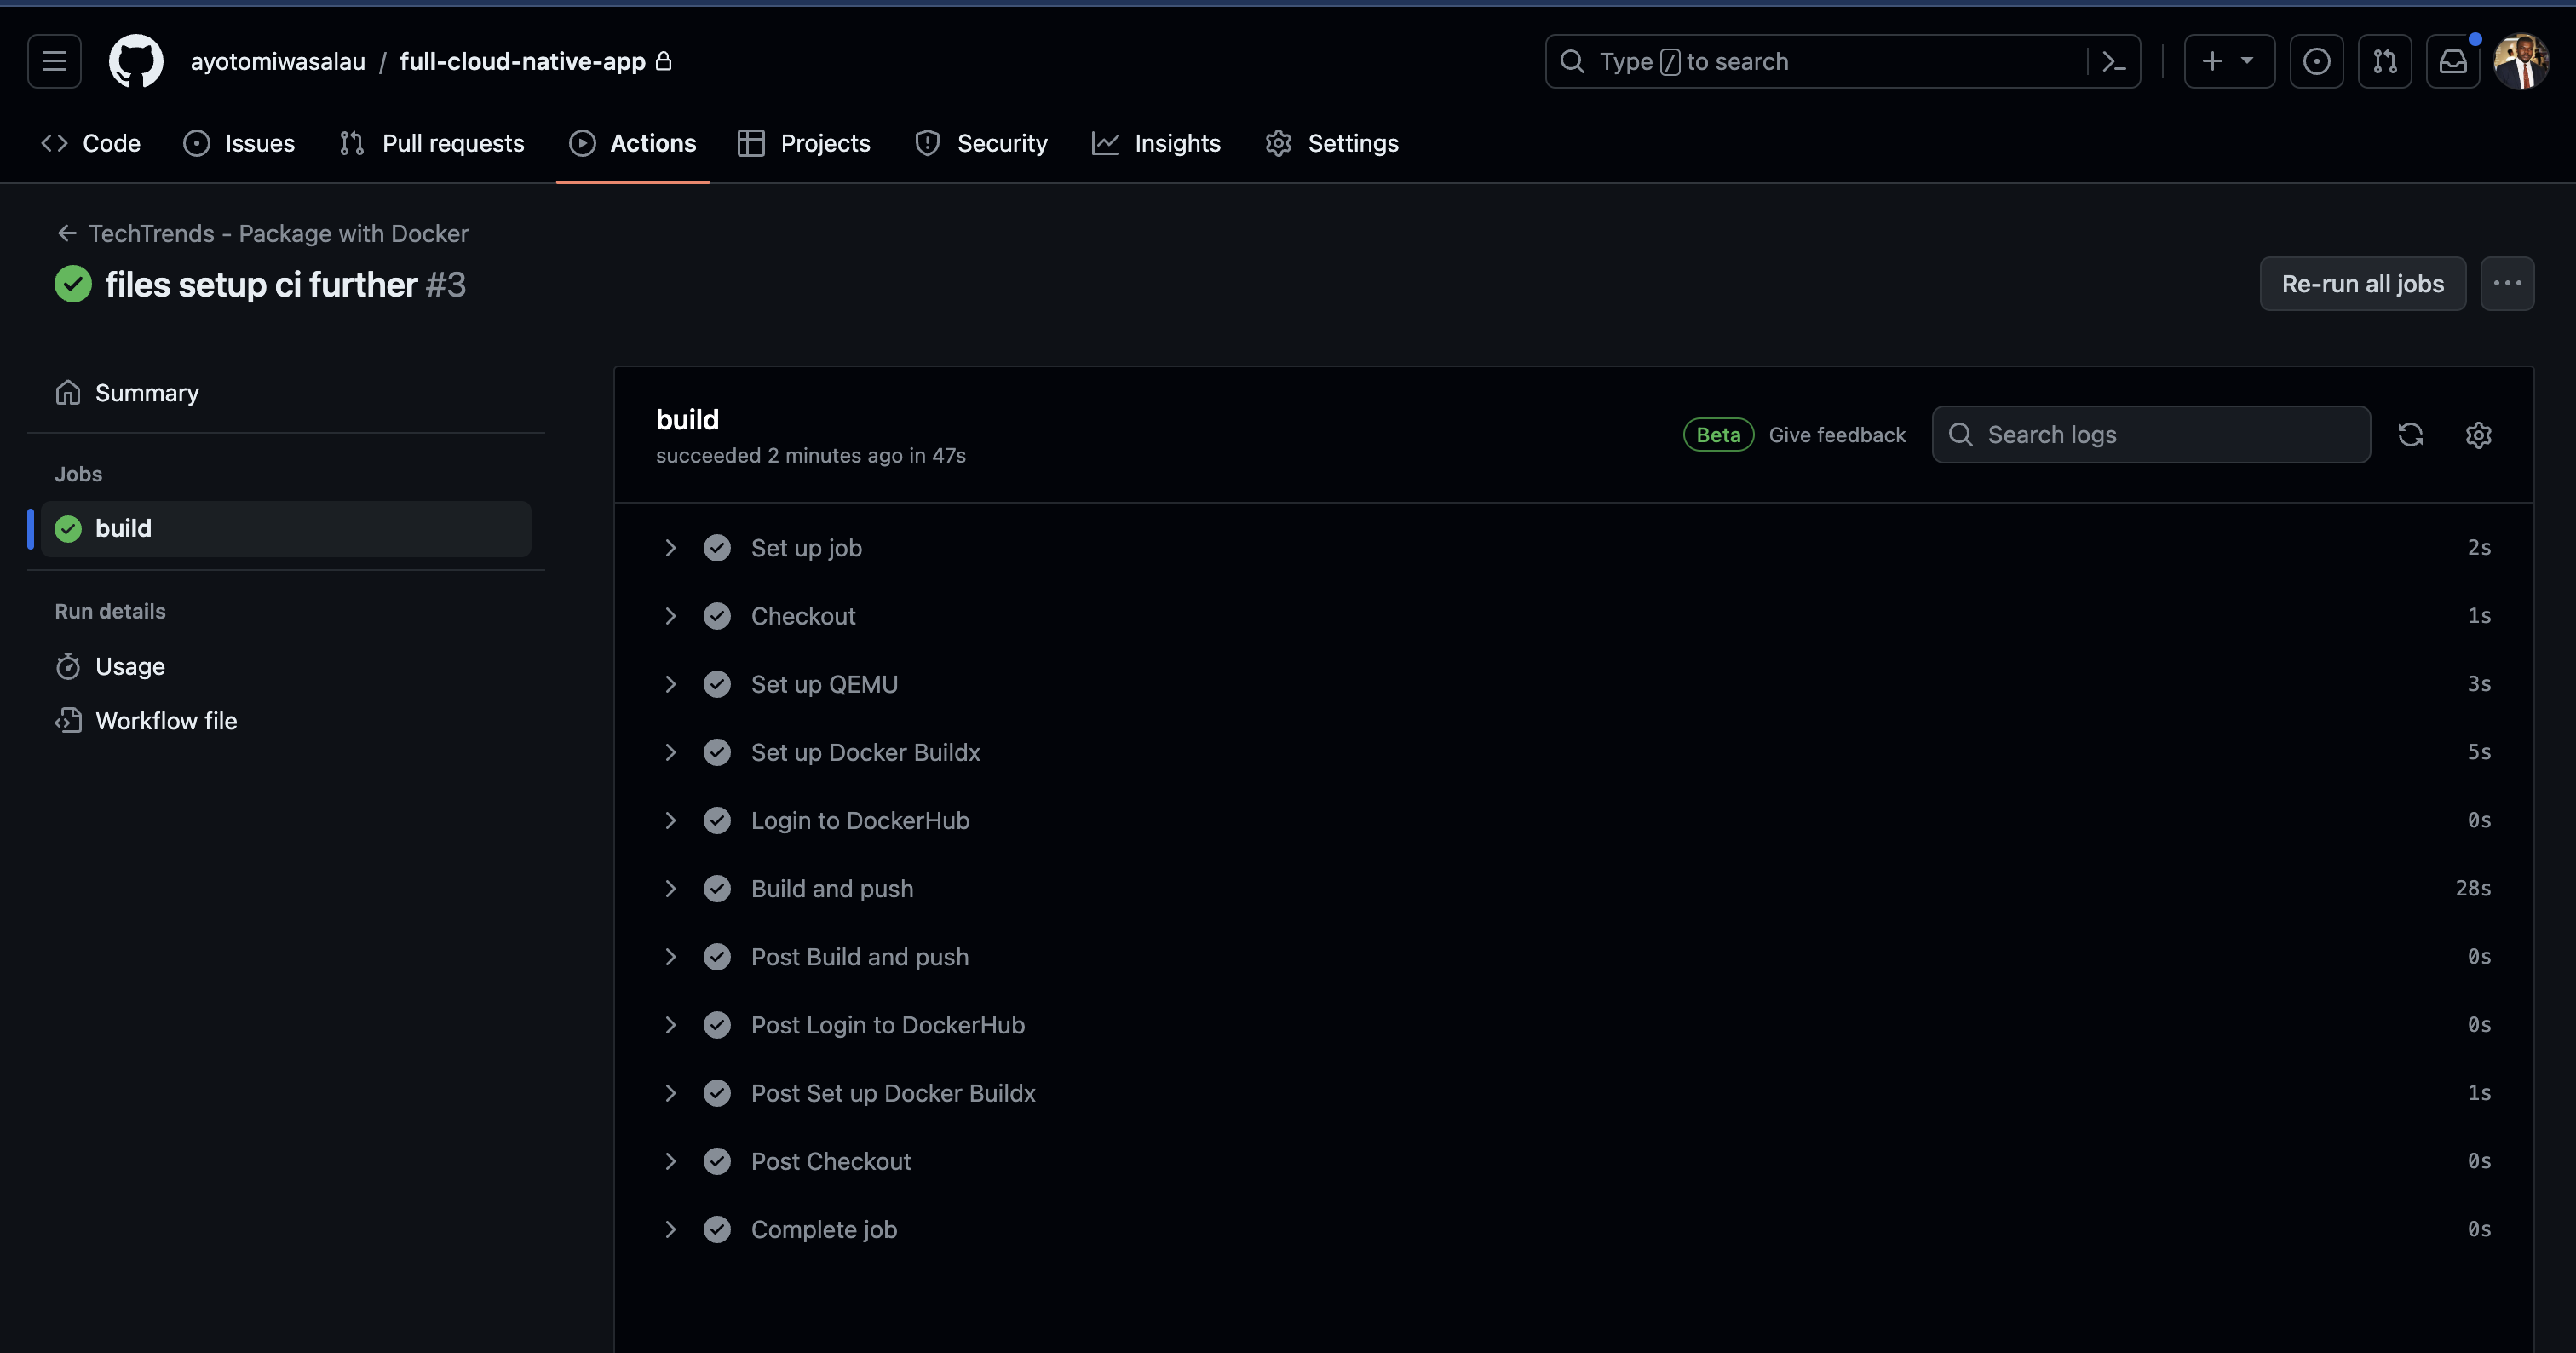 ayotomiwasalau / full-cloud-native-app
Type / to search
Code
Issues
Pull requests
Actions
Projects
Security
Insights
Settings
TechTrends - Package with Docker
files setup ci further #3
Re-run all jobs
Summary
Jobs
build
Run details
Usage
Workflow file
build
succeeded 2 minutes ago in 47s
Beta
Give feedback
Search logs
Set up job 2s
Checkout 1s
Set up QEMU 3s
Set up Docker Buildx 5s
Login to DockerHub 0s
Build and push 28s
Post Build and push 0s
Post Login to DockerHub 0s
Post Set up Docker Buildx 1s
Post Checkout 0s
Complete job 0s